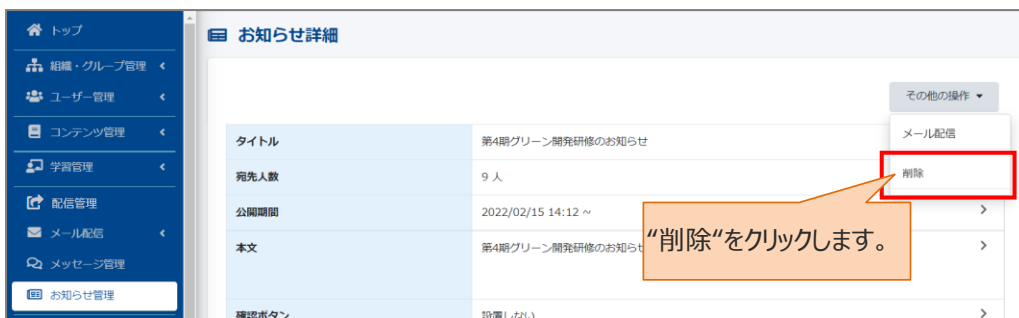 トップ
組織・グループ管理
ユーザー管理
コンテンツ管理
学習管理
配信管理
メール配信
メッセージ管理
お知らせ管理
お知らせ詳細
その他の操作
メール配信
削除
タイトル 第4期グリーン開発研修のお知らせ
宛先人数 9 人
公開期間 2022/02/15 14:12 ~
本文 第4期グリーン開発研修のお知らせ
確認ボタン 設置しない
“削除“をクリックします。